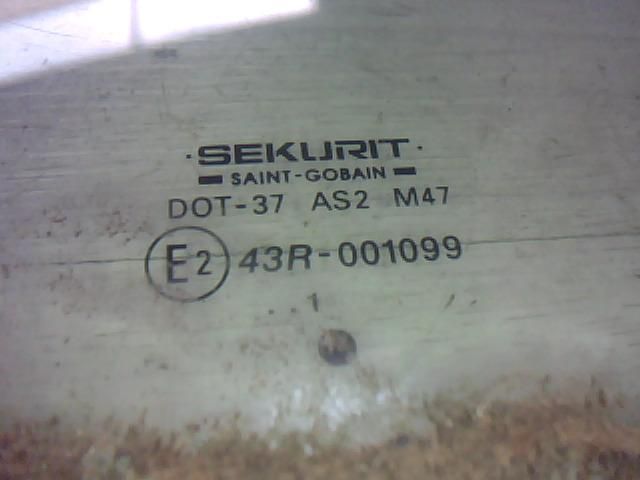 ·SEKURIT·
SAINT-GOBAIN
DOT-37 AS2 M47
E2 43R-001099
..1